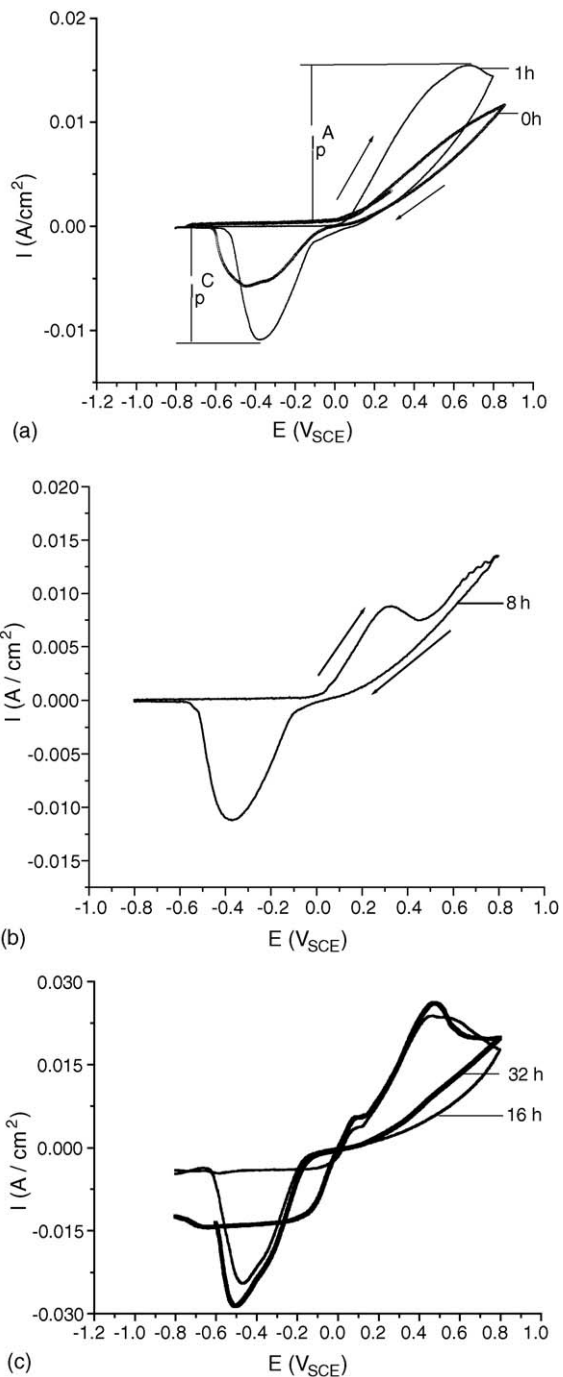 0.02
0.01
0.00
-0.01
I (A/cm²)
1h
0h
A
p
C
p
-1.2 -1.0 -0.8 -0.6 -0.4 -0.2 0.0 0.2 0.4 0.6 0.8 1.0
(a)
E (V_SCE)
0.020
0.015
0.010
0.005
0.000
-0.005
-0.010
-0.015
I (A / cm²)
8 h
-1.0 -0.8 -0.6 -0.4 -0.2 0.0 0.2 0.4 0.6 0.8 1.0
(b)
E (V_SCE)
0.030
0.015
0.000
-0.015
-0.030
I (A / cm²)
32 h
16 h
-1.2 -1.0 -0.8 -0.6 -0.4 -0.2 0.0 0.2 0.4 0.6 0.8 1.0
(c)
E (V_SCE)